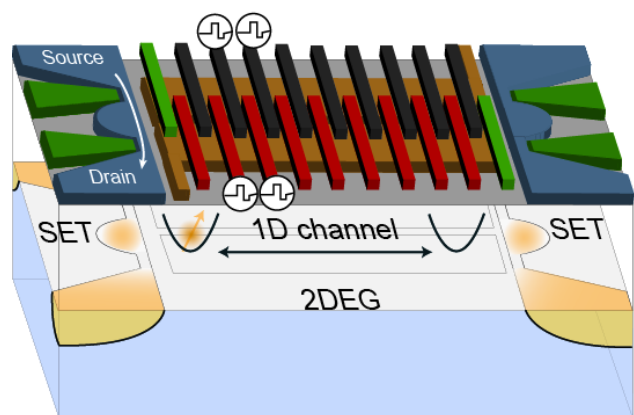 Source
Drain
SET
1D channel
SET
2DEG